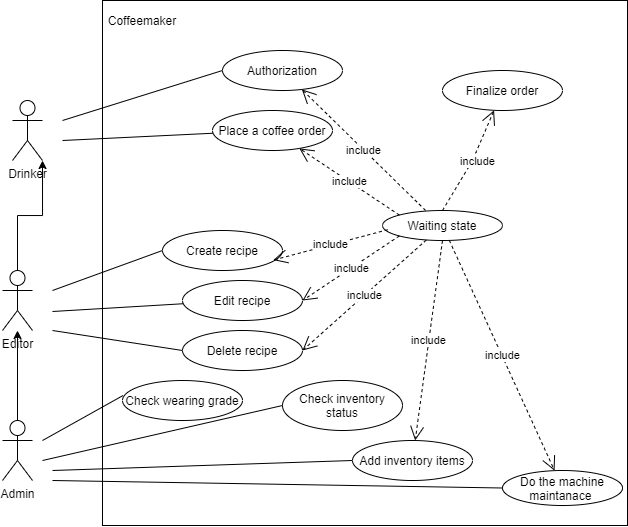 Coffeemaker
Authorization
Finalize order
Place a coffee order
include
include
include
Drinker
Waiting state
Create recipe
include
include
Edit recipe
include
Editor
Delete recipe
include
include
Check wearing grade
Check inventory
status
Admin
Add inventory items
Do the machine
maintanace